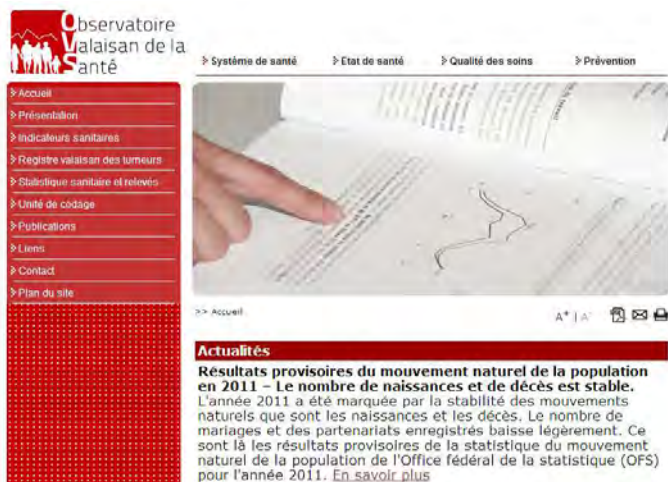 Observatoire
Valaisan de la
Santé
Système de santé
Etat de santé
Qualité des soins
Prévention
Accueil
Présentation
Indicateurs sanitaires
Registre valaisan des tumeurs
Statistique sanitaire et relevés
Unité de codage
Publications
Liens
Contact
Plan du site
>> Accueil
A+ | A-
Actualités
Résultats provisoires du mouvement naturel de la population
en 2011 – Le nombre de naissances et de décès est stable.
L'année 2011 a été marquée par la stabilité des mouvements
naturels que sont les naissances et les décès. Le nombre de
mariages et des partenariats enregistrés baisse légèrement. Ce
sont là les résultats provisoires de la statistique du mouvement
naturel de la population de l'Office fédéral de la statistique (OFS)
pour l'année 2011. En savoir plus